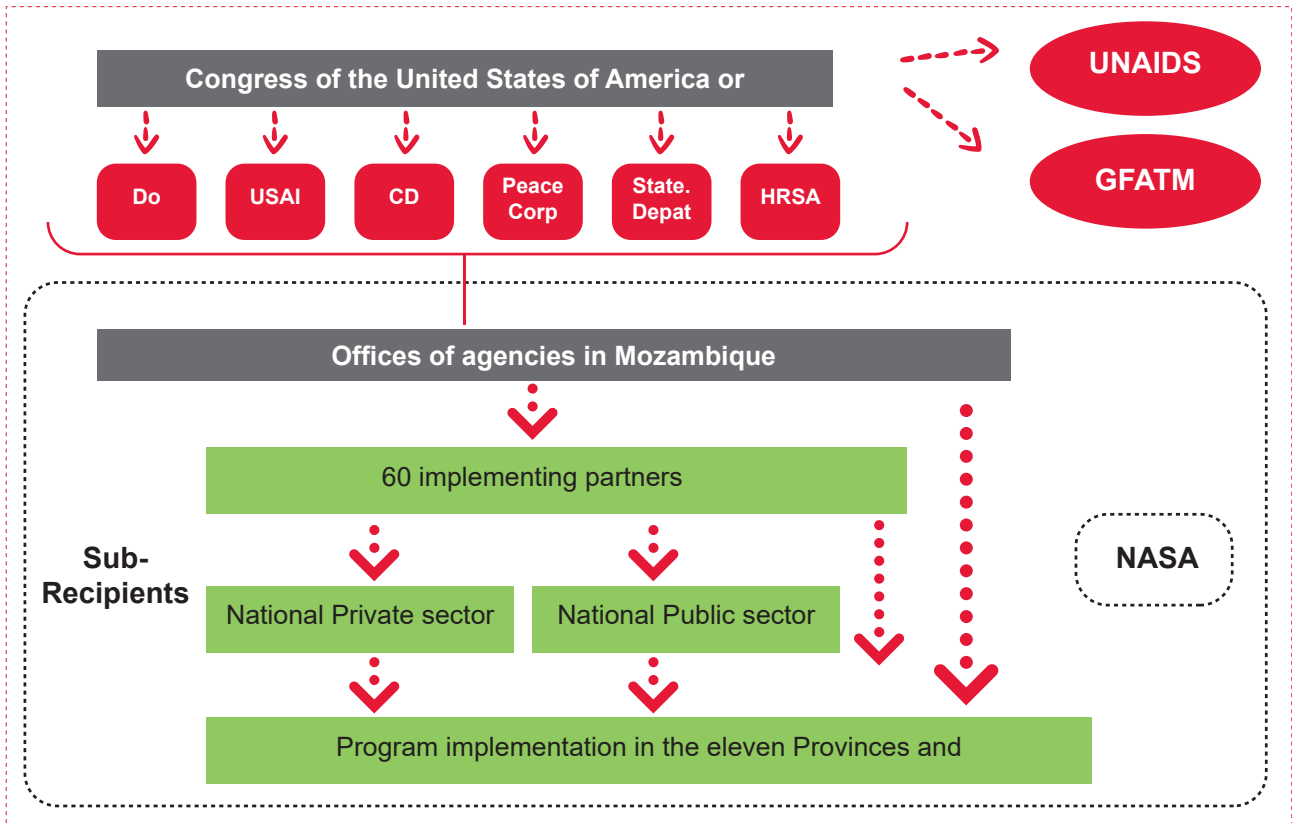 Congress of the United States of America or
UNAIDS
GFATM
Do
USAI
CD
Peace
Corp
State.
Depat
HRSA
Offices of agencies in Mozambique
60 implementing partners
Sub-
Recipients
National Private sector
National Public sector
NASA
Program implementation in the eleven Provinces and